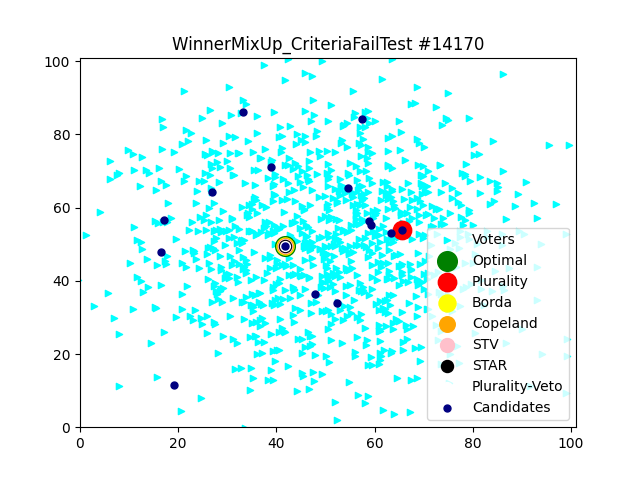 WinnerMixUp_CriteriaFailTest #14170
100
80
60
40
20
0
0 20 40 60 80 100
Voters
Optimal
Plurality
Borda
Copeland
STV
STAR
Plurality-Veto
Candidates